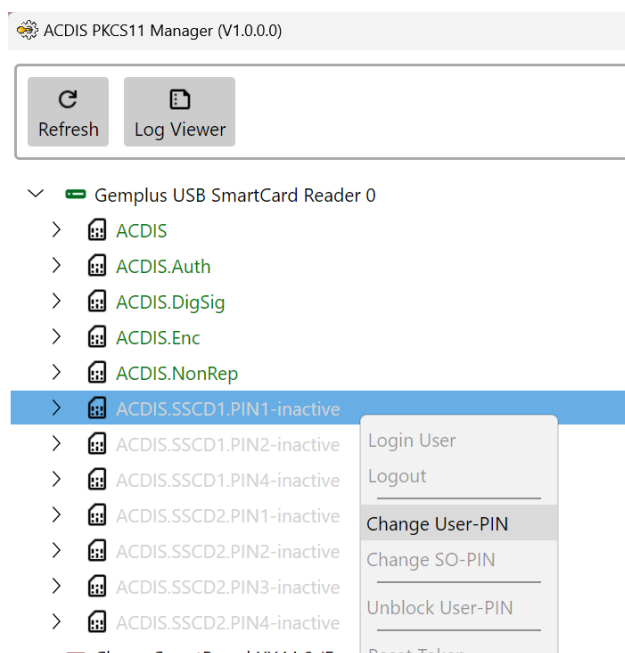 ACDIS PKCS11 Manager (V1.0.0.0)
Refresh
Log Viewer
Gemplus USB SmartCard Reader 0
ACDIS
ACDIS.Auth
ACDIS.DigSig
ACDIS.Enc
ACDIS.NonRep
ACDIS.SSCD1.PIN1-inactive
ACDIS.SSCD1.PIN2-inactive
ACDIS.SSCD1.PIN4-inactive
ACDIS.SSCD2.PIN1-inactive
ACDIS.SSCD2.PIN2-inactive
ACDIS.SSCD2.PIN3-inactive
ACDIS.SSCD2.PIN4-inactive
Login User
Logout
Change User-PIN
Change SO-PIN
Unblock User-PIN
Reset Token